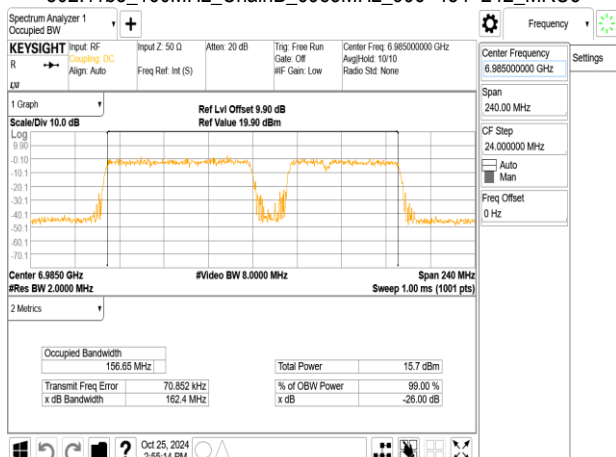 Spectrum Analyzer 1
Occupied BW
+
Frequency
KEYSIGHT
R
Input: RF
Coupling: DC
Align: Auto
Input Z: 50 Ω
Freq Ref: Int (S)
Atten: 20 dB
Trig: Free Run
Gate: Off
#IF Gain: Low
Center Freq: 6.985000000 GHz
Avg|Hold: 10/10
Radio Std: None
LXI
Center Frequency
6.985000000 GHz
Settings
Span
240.00 MHz
CF Step
24.000000 MHz
Auto
Man
Freq Offset
0 Hz
1 Graph
Scale/Div 10.0 dB
Ref Lvl Offset 9.90 dB
Ref Value 19.90 dBm
Log
9.90
-0.10
-10.1
-20.1
-30.1
-40.1
-50.1
-60.1
-70.1
Center 6.9850 GHz
#Video BW 8.0000 MHz
Span 240 MHz
#Res BW 2.0000 MHz
Sweep 1.00 ms (1001 pts)
2 Metrics
Occupied Bandwidth
156.65 MHz
Total Power 15.7 dBm
Transmit Freq Error 70.852 kHz
% of OBW Power 99.00 %
x dB Bandwidth 162.4 MHz
x dB -26.00 dB
?
Oct 25, 2024
2:55:14 PM